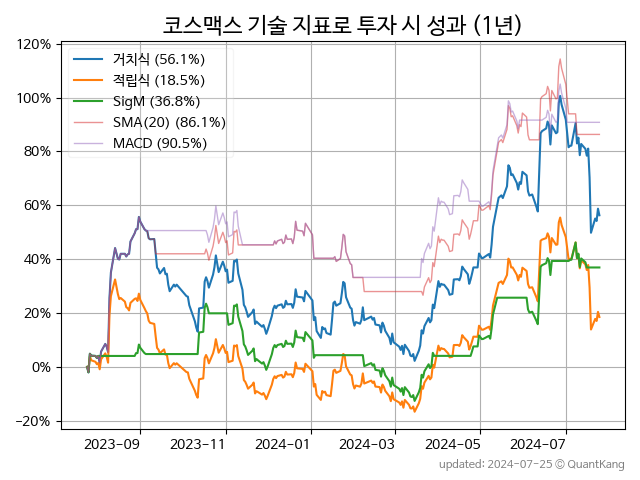 코스맥스 기술 지표로 투자 시 성과 (1년)
120%
100%
80%
60%
40%
20%
0%
−20%
거치식 (56.1%)
적립식 (18.5%)
SigM (36.8%)
SMA(20) (86.1%)
MACD (90.5%)
2023-09
2023-11
2024-01
2024-03
2024-05
2024-07
updated: 2024-07-25 © QuantKang